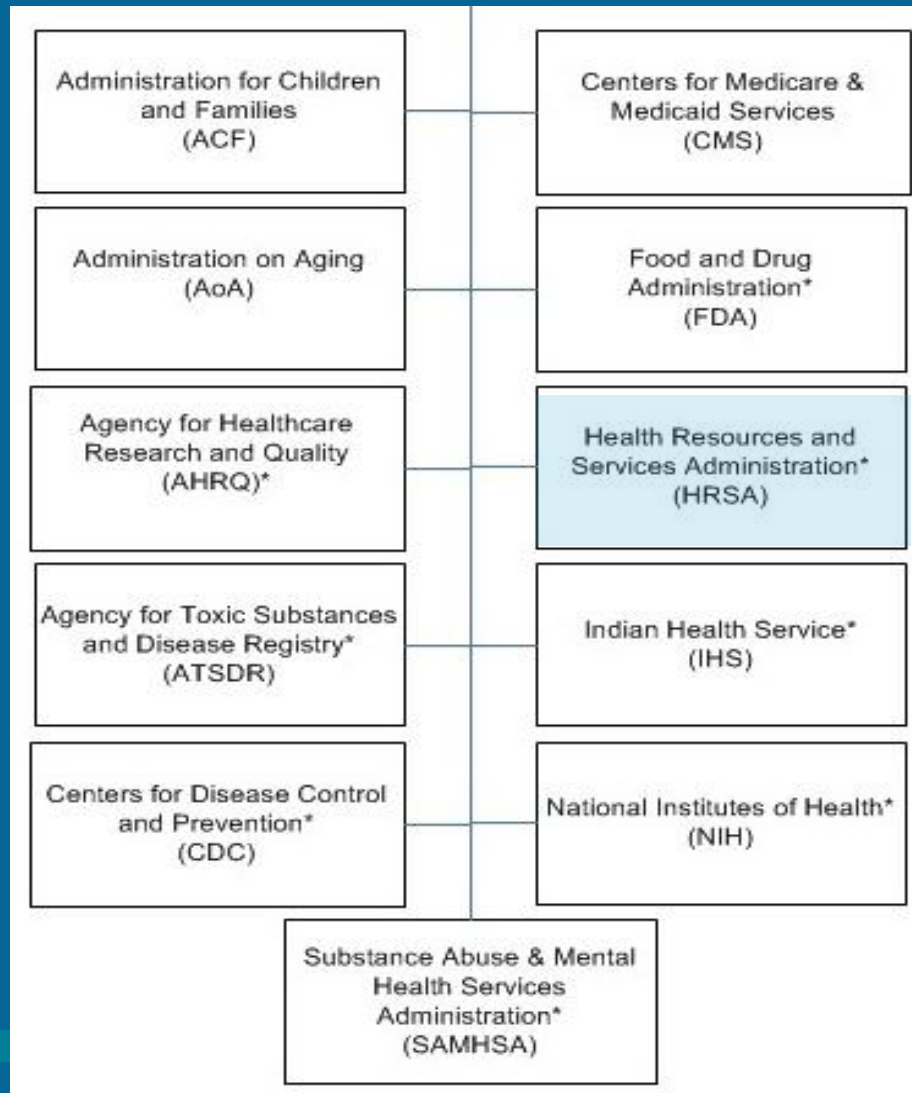 Administration for Children
and Families
(ACF)
Centers for Medicare &
Medicaid Services
(CMS)
Administration on Aging
(AoA)
Food and Drug
Administration*
(FDA)
Agency for Healthcare
Research and Quality
(AHRQ)*
Health Resources and
Services Administration*
(HRSA)
Agency for Toxic Substances
and Disease Registry*
(ATSDR)
Indian Health Service*
(IHS)
Centers for Disease Control
and Prevention*
(CDC)
National Institutes of Health*
(NIH)
Substance Abuse & Mental
Health Services
Administration*
(SAMHSA)